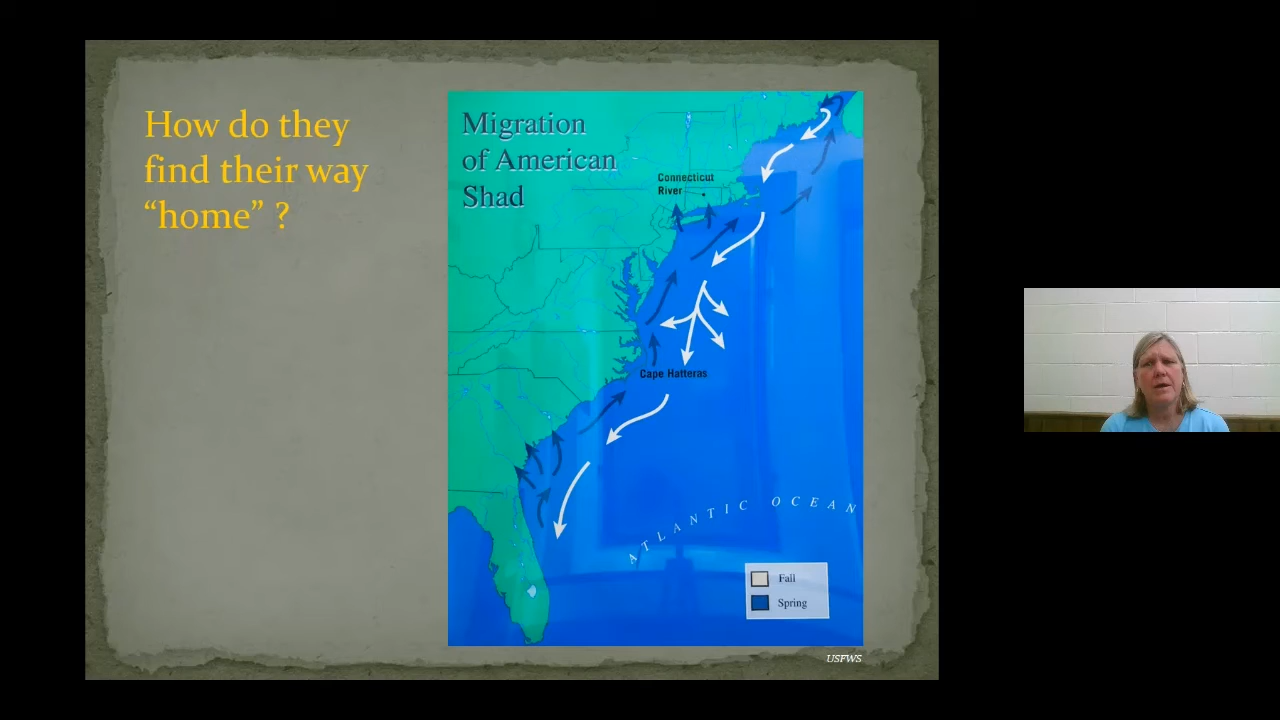 How do they
find their way
“home” ?
Migration
of American
Shad
Connecticut
River
Cape Hatteras
ATLANTIC OCEAN
Fall
Spring
USFWS